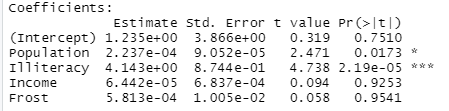 Coefficients:
Estimate Std. Error t value Pr(>|t|)
(Intercept) 1.235e+00 3.866e+00 0.319 0.7510
Population 2.237e-04 9.052e-05 2.471 0.0173 *
Illiteracy 4.143e+00 8.744e-01 4.738 2.19e-05 ***
Income 6.442e-05 6.837e-04 0.094 0.9253
Frost 5.813e-04 1.005e-02 0.058 0.9541